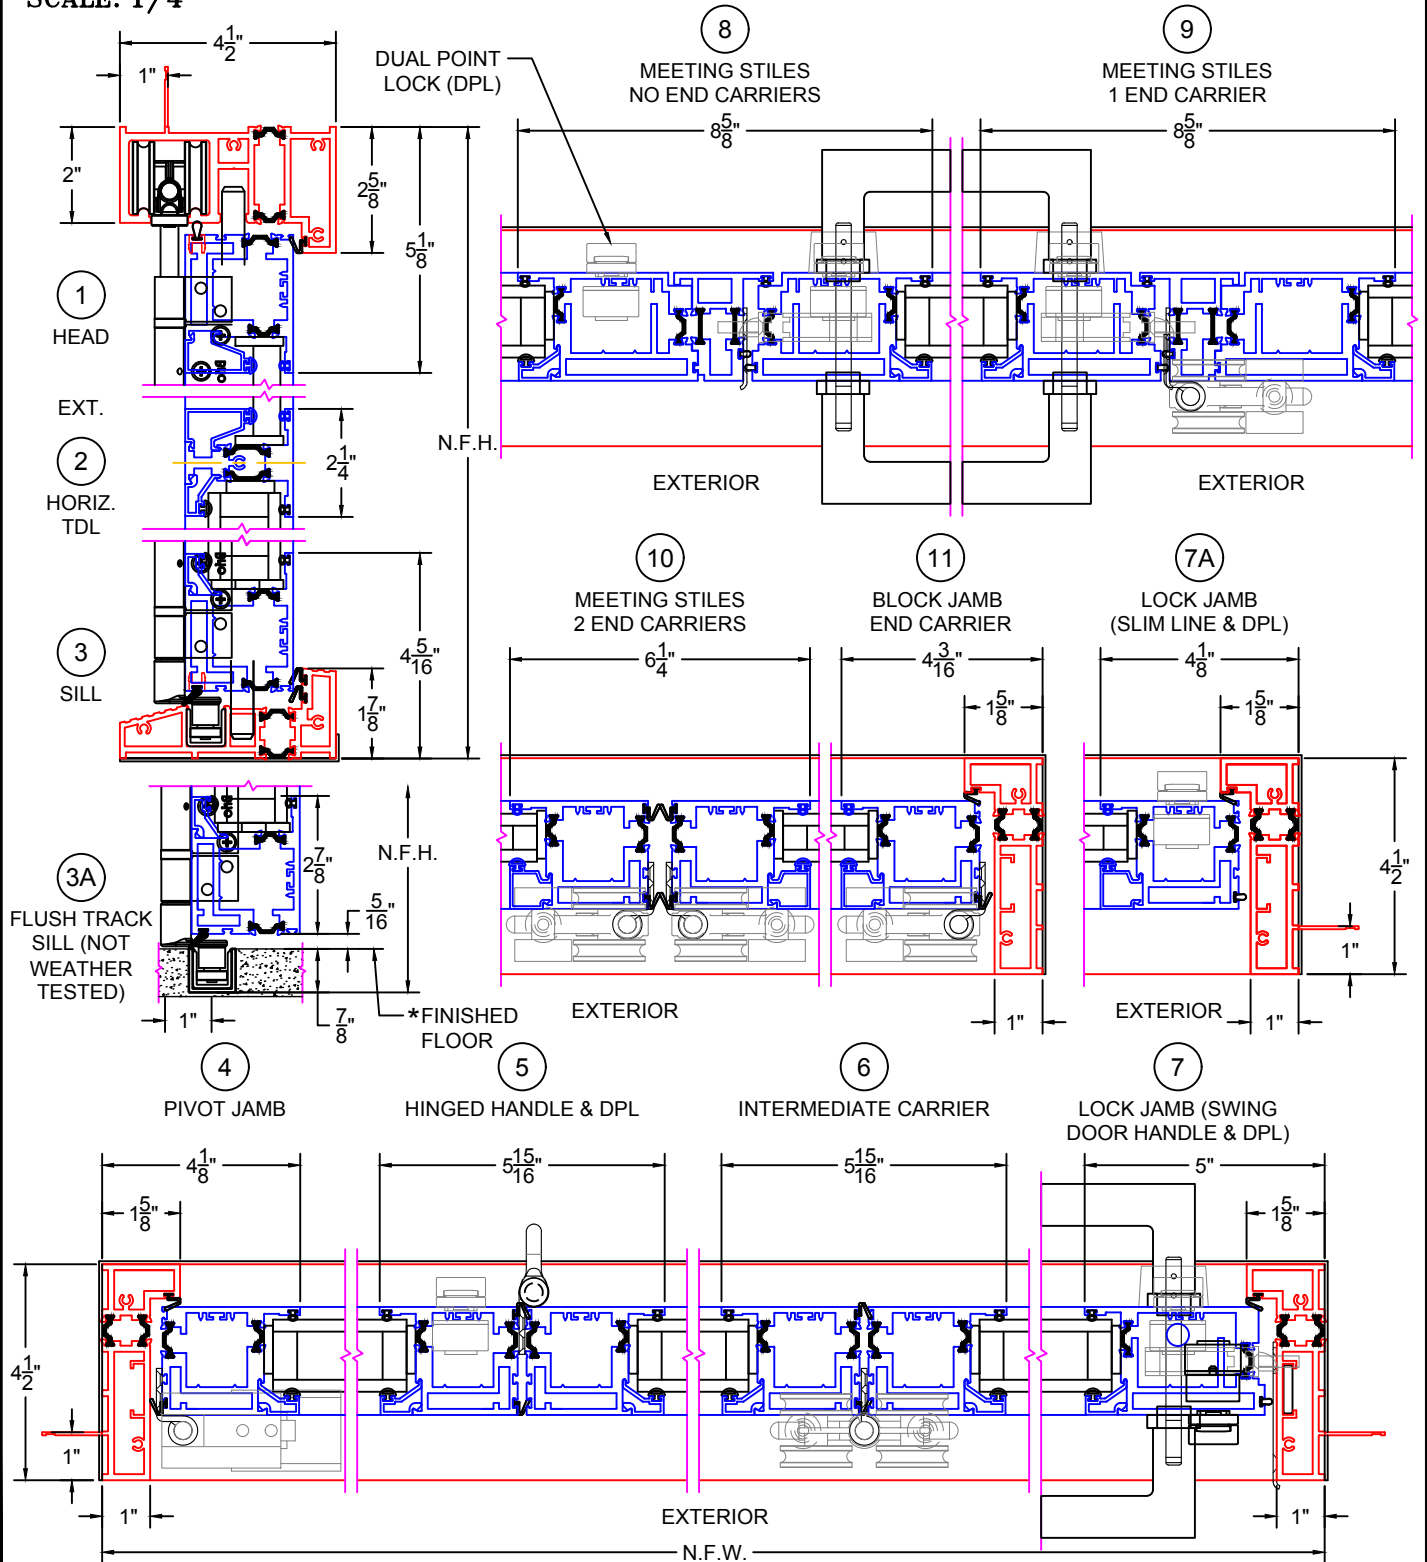 SCALE: 1/4
4 1/2"
1"
2"
2 5/8"
5 1/8"
1
HEAD
EXT.
2
HORIZ.
TDL
2 1/4"
N.F.H.
3
SILL
4 5/16"
1 7/8"
DUAL POINT
LOCK (DPL)
8
MEETING STILES
NO END CARRIERS
8 5/8"
9
MEETING STILES
1 END CARRIER
8 5/8"
EXTERIOR
EXTERIOR
10
MEETING STILES
2 END CARRIERS
6 1/4"
11
BLOCK JAMB
END CARRIER
4 3/16"
1 5/8"
7A
LOCK JAMB
(SLIM LINE & DPL)
4 1/8"
1 5/8"
4 1/2"
1"
EXTERIOR
1"
EXTERIOR
1"
3A
FLUSH TRACK
SILL (NOT
WEATHER
TESTED)
N.F.H.
2 7/8"
5/16"
1"
7/8"
*FINISHED
FLOOR
4
PIVOT JAMB
5
HINGED HANDLE & DPL
6
INTERMEDIATE CARRIER
7
LOCK JAMB (SWING
DOOR HANDLE & DPL)
4 1/8"
5 15/16"
5 15/16"
5"
1 5/8"
1 5/8"
4 1/2"
1"
1"
EXTERIOR
1"
N.F.W.